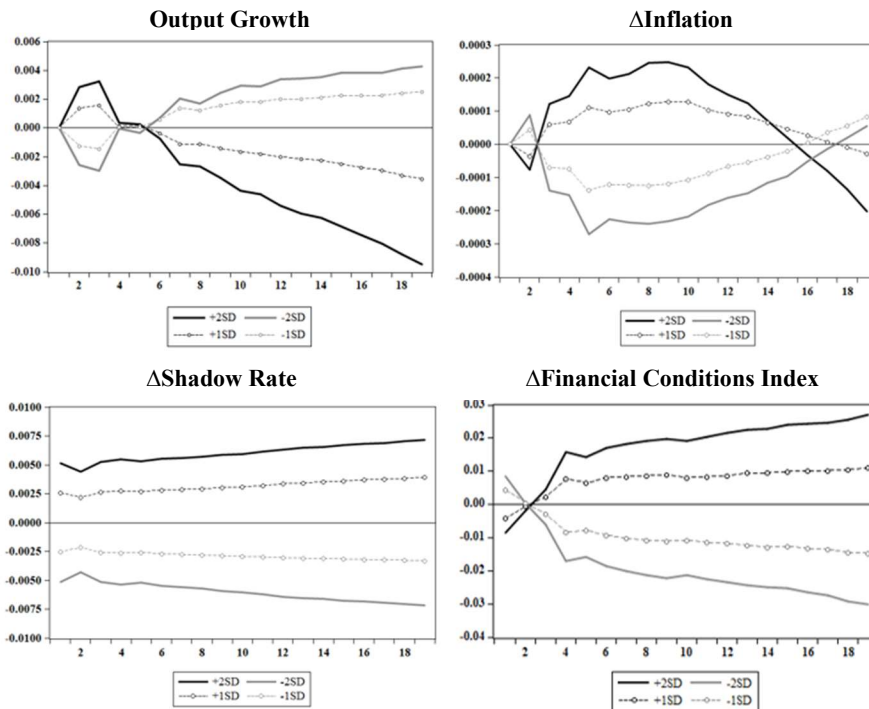 Output Growth
0.006
0.004
0.002
0.000
-0.002
-0.004
-0.006
-0.008
-0.010
2 4 6 8 10 12 14 16 18
+2SD -2SD
+1SD -1SD
ΔInflation
0.0003
0.0002
0.0001
0.0000
-0.0001
-0.0002
-0.0003
-0.0004
2 4 6 8 10 12 14 16 18
+2SD -2SD
+1SD -1SD
ΔShadow Rate
0.0100
0.0075
0.0050
0.0025
0.0000
-0.0025
-0.0050
-0.0075
-0.0100
2 4 6 8 10 12 14 16 18
+2SD -2SD
+1SD -1SD
ΔFinancial Conditions Index
0.03
0.02
0.01
0.00
-0.01
-0.02
-0.03
-0.04
2 4 6 8 10 12 14 16 18
+2SD -2SD
+1SD -1SD